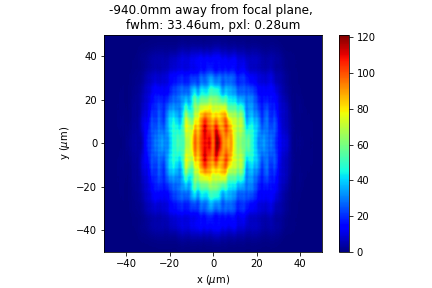 -940.0mm away from focal plane,
fwhm: 33.46um, pxl: 0.28um
40
20
0
−20
−40
y (μm)
−40 −20 0 20 40
x (μm)
120
100
80
60
40
20
0